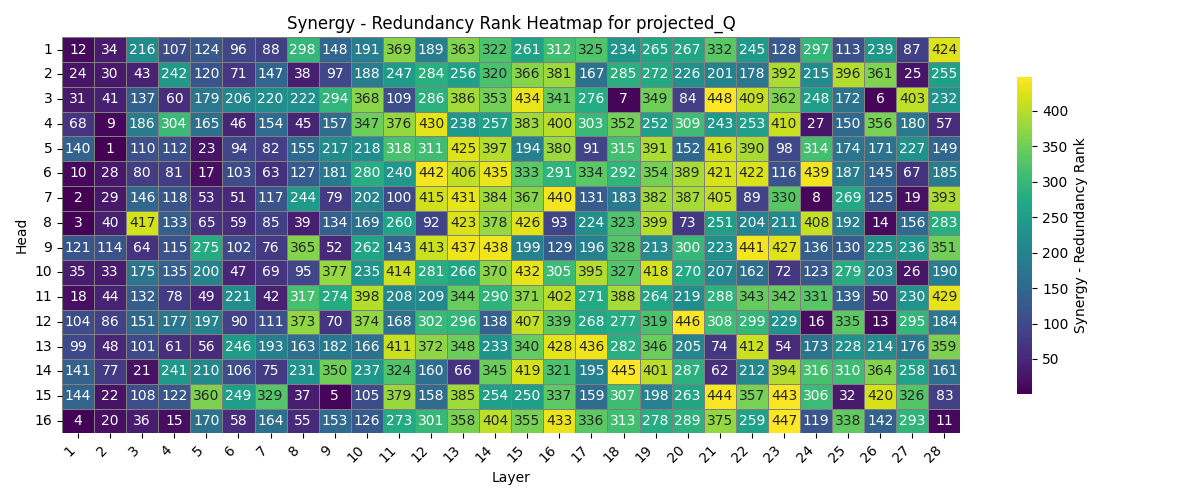 Synergy - Redundancy Rank Heatmap for projected_Q
1 12 34 216 107 124 96 88 298 148 191 369 189 363 322 261 312 325 234 265 267 332 245 128 297 113 239 87 424
2 24 30 43 242 120 71 147 38 97 188 247 284 256 320 366 381 167 285 272 226 201 178 392 215 396 361 25 255
3 31 41 137 60 179 206 220 222 294 368 109 286 386 353 434 341 276 7 349 84 448 409 362 248 172 6 403 232
4 68 9 186 304 165 46 154 45 157 347 376 430 238 257 383 400 303 352 252 309 243 253 410 27 150 356 180 57
5 140 1 110 112 23 94 82 155 217 218 318 311 425 397 194 380 91 315 391 152 416 390 98 314 174 171 227 149
6 10 28 80 81 17 103 63 127 181 280 240 442 406 435 333 291 334 292 354 389 421 422 116 439 187 145 67 185
7 2 29 146 118 53 51 117 244 79 202 100 415 431 384 367 440 131 183 382 387 405 89 330 8 269 125 19 393
8 3 40 417 133 65 59 85 39 134 169 260 92 423 378 426 93 224 323 399 73 251 204 211 408 192 14 156 283
9 121 114 64 115 275 102 76 365 52 262 143 413 437 438 199 129 196 328 213 300 223 441 427 136 130 225 236 351
10 35 33 175 135 200 47 69 95 377 235 414 281 266 370 432 305 395 327 418 270 207 162 72 123 279 203 26 190
11 18 44 132 78 49 221 42 317 274 398 208 209 344 290 371 402 271 388 264 219 288 343 342 331 139 50 230 429
12 104 86 151 177 197 90 111 373 70 374 168 302 296 138 407 339 268 277 319 446 308 299 229 16 335 13 295 184
13 99 48 101 61 56 246 193 163 182 166 411 372 348 233 340 428 436 282 346 205 74 412 54 173 228 214 176 359
14 141 77 21 241 210 106 75 231 350 237 324 160 66 345 419 321 195 445 401 287 62 212 394 316 310 364 258 161
15 144 22 108 122 360 249 329 37 5 105 379 158 385 254 250 337 159 307 198 263 444 357 443 306 32 420 326 83
16 4 20 36 15 170 58 164 55 153 126 273 301 358 404 355 433 336 313 278 289 375 259 447 119 338 142 293 11
1 2 3 4 5 6 7 8 9 10 11 12 13 14 15 16 17 18 19 20 21 22 23 24 25 26 27 28
Layer
Head
400
350
300
250
200
150
100
50
Synergy - Redundancy Rank